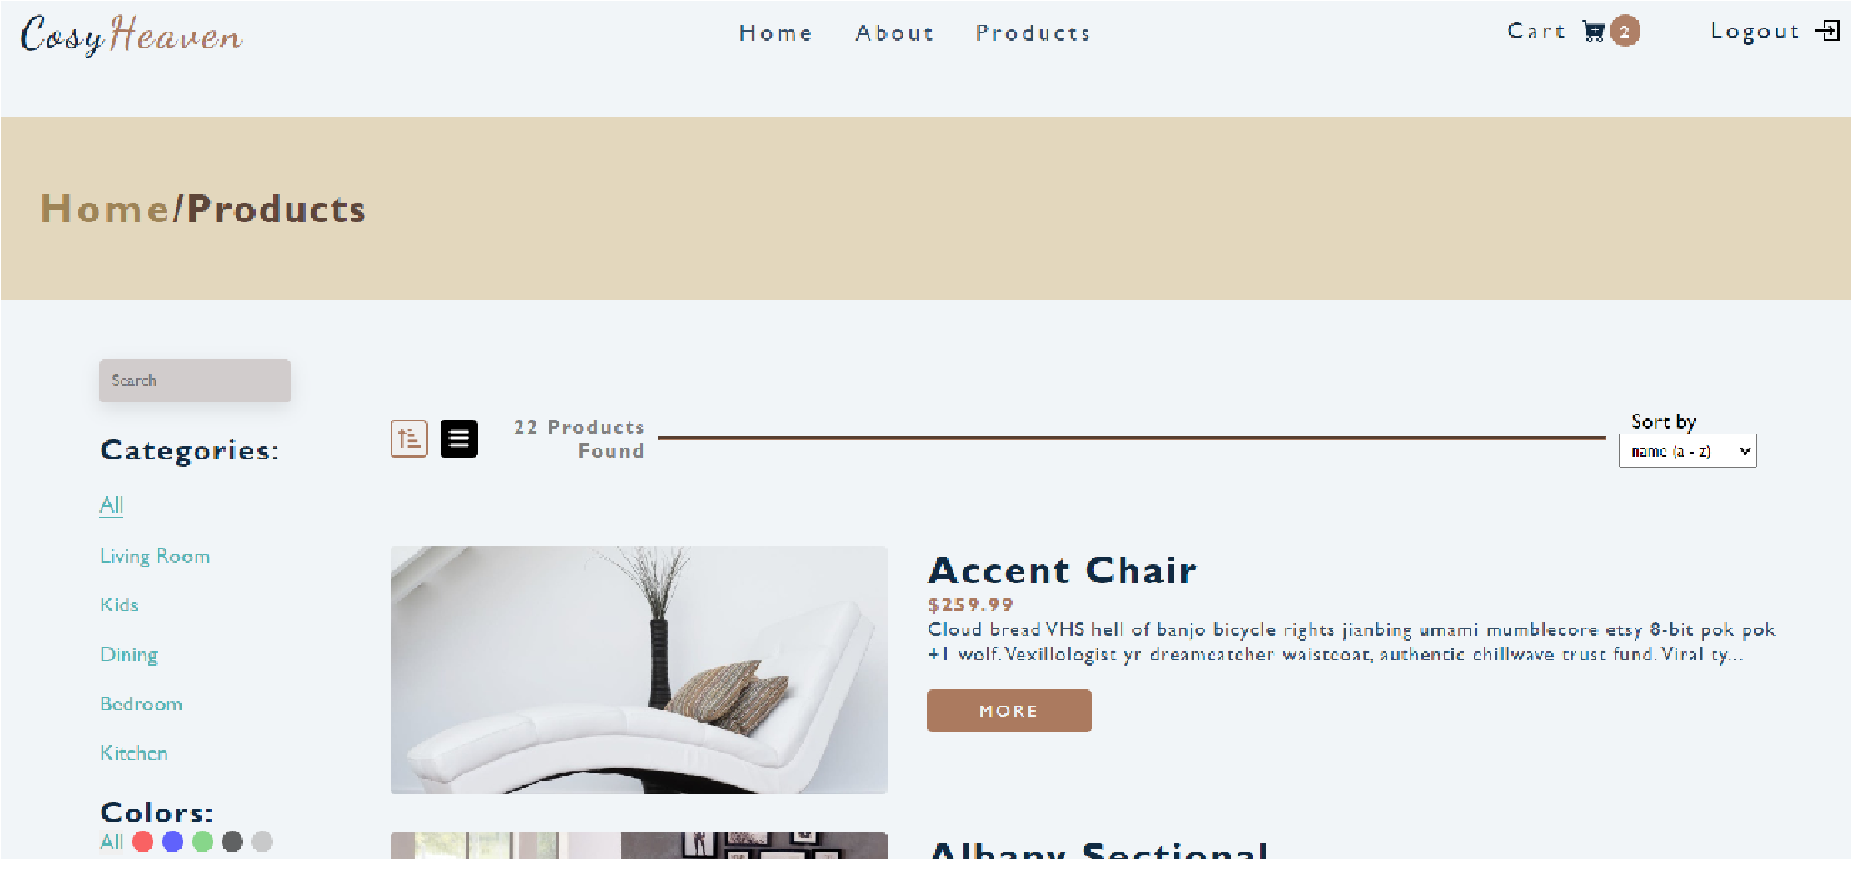 CosyHeaven
Home About Products
Cart 2
Logout
Home/Products
Search
Categories:
All
Living Room
Kids
Dining
Bedroom
Kitchen
Colors:
All
22 Products
Found
Sort by
name (a - z)
Accent Chair
$259.99
Cloud bread VHS hell of banjo bicycle rights jianbing umami mumblecore etsy 8-bit pok pok
+1 wolf. Vexillologist yr dreamcatcher waistcoat, authentic chillwave trust fund. Viral ty...
MORE
Albany Sectional